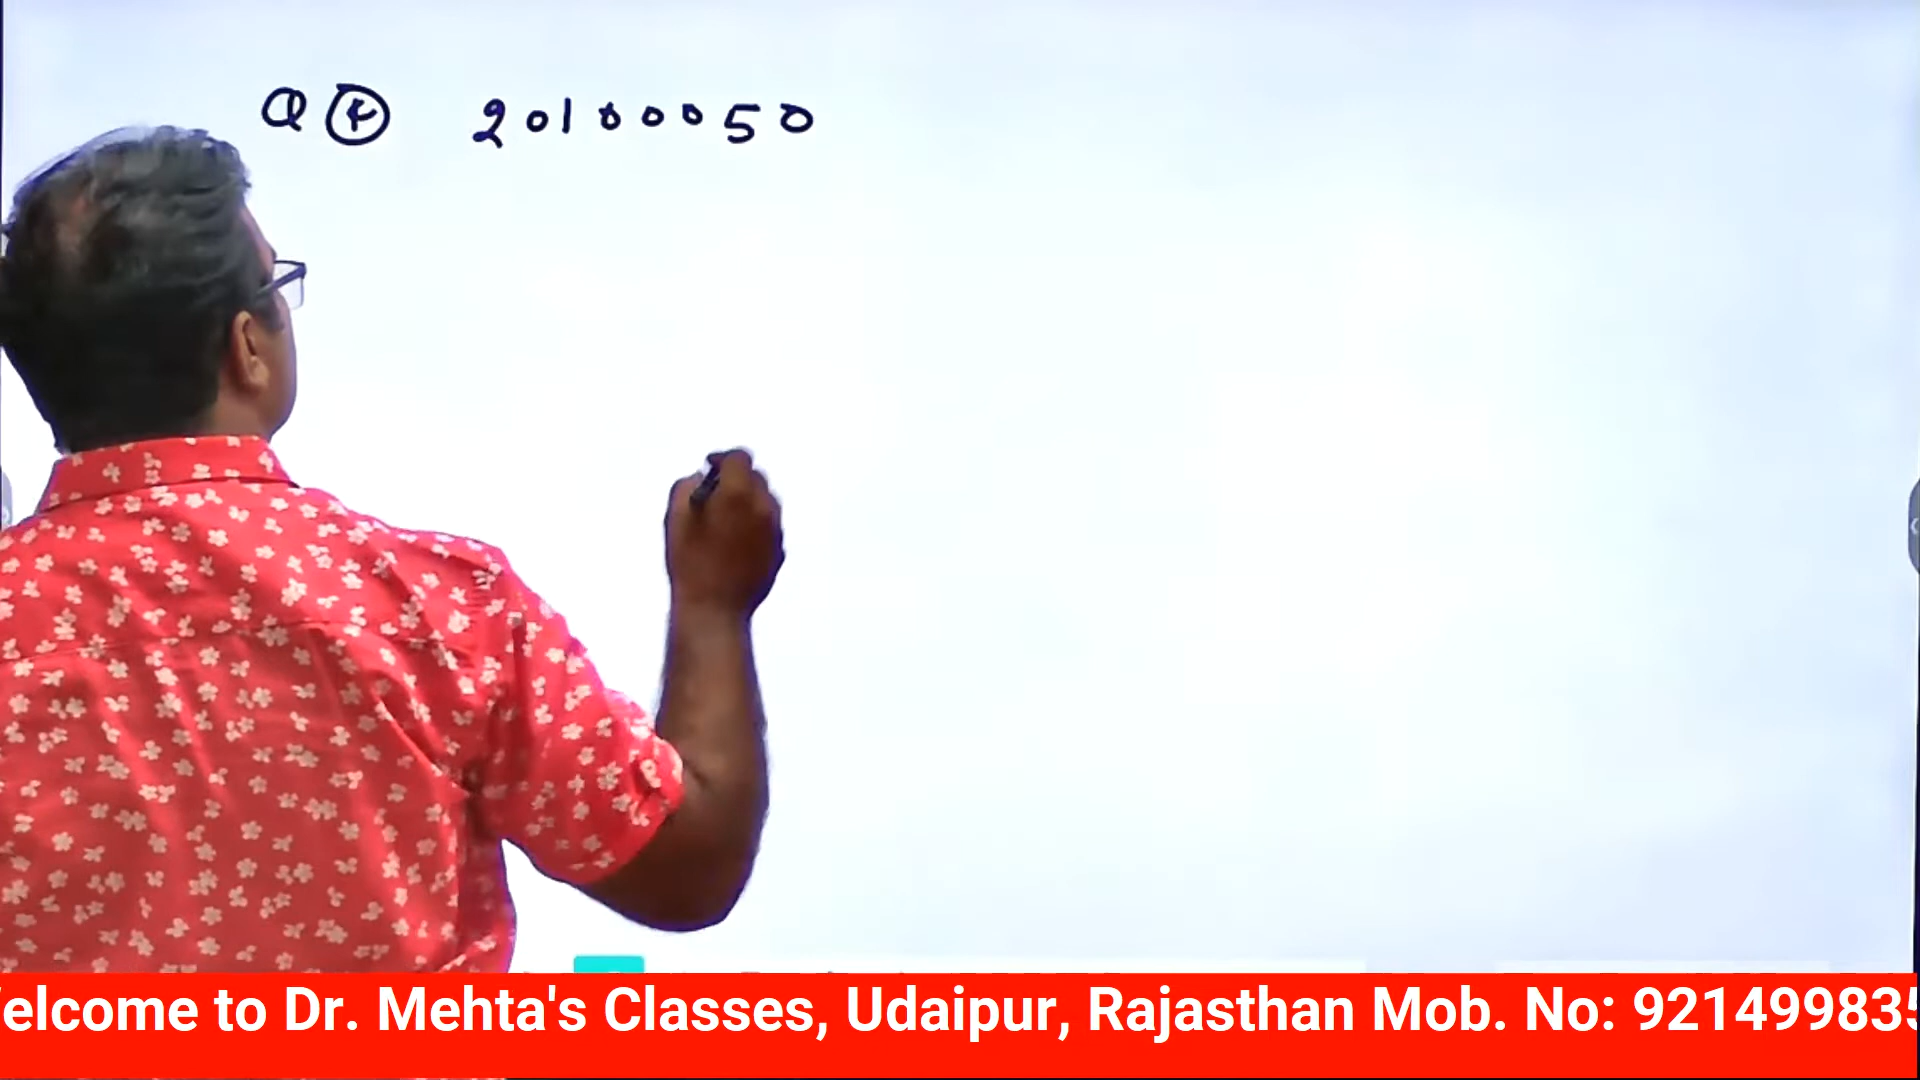 Q 4 20100050
elcome to Dr. Mehta's Classes, Udaipur, Rajasthan Mob. No: 92149983